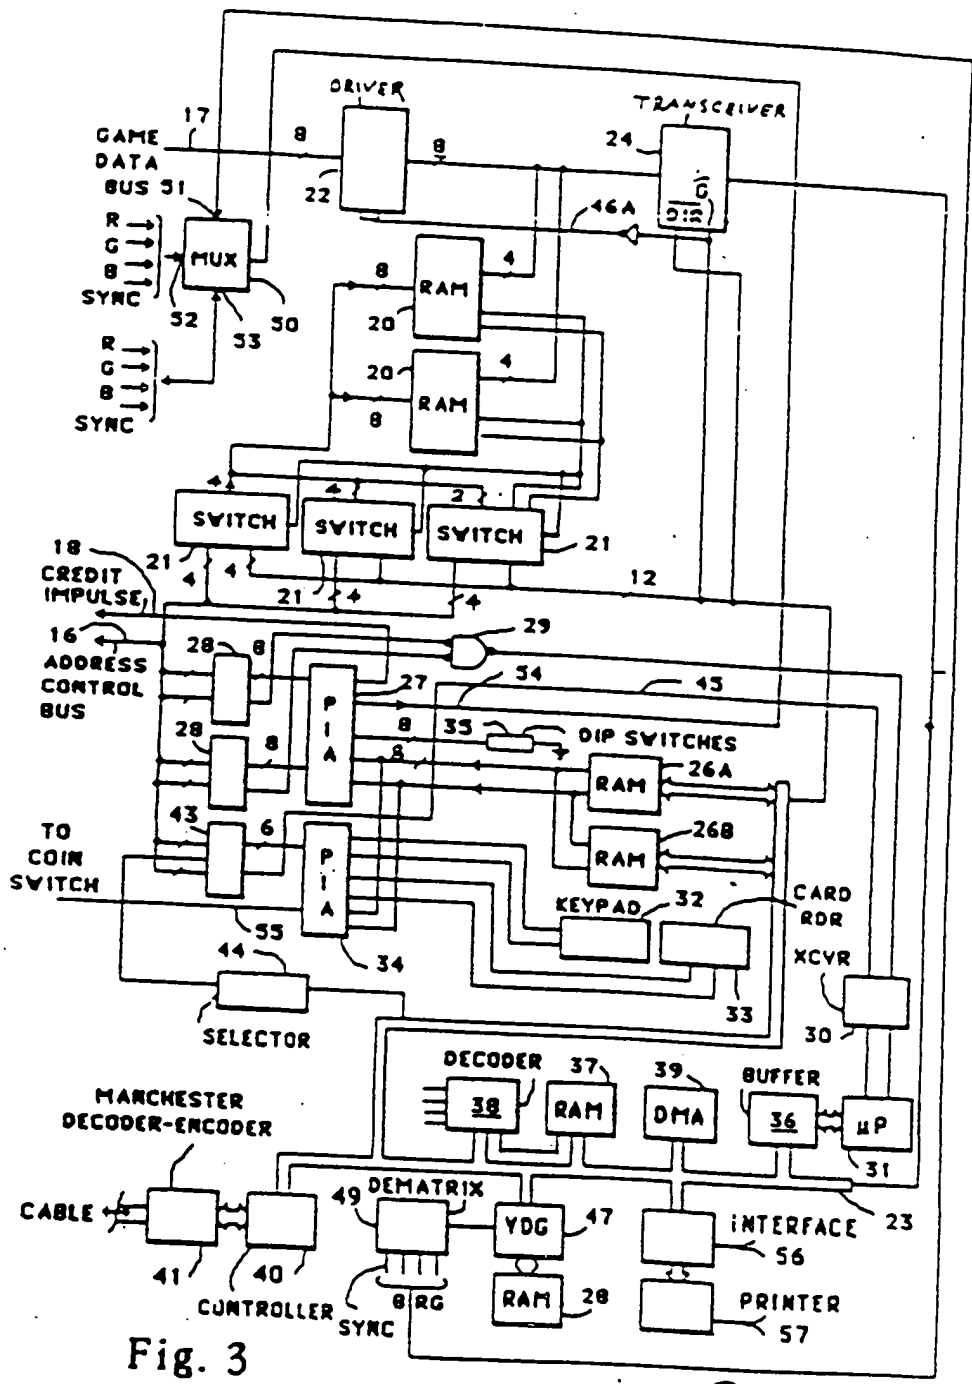 DRIVER
TRANSCEIVER
17
8
8
24
GAME
DATA
BUS 51
22
G
DIR
46A
R
G
B
SYNC
MUX
52
53
50
8
RAM
4
20
R
G
B
SYNC
20
RAM
4
8
4
4
2
SWITCH
SWITCH
SWITCH
21
21
21
4
4
4
4
12
18
CREDIT
IMPULSE
16
ADDRESS
CONTROL
BUS
28
8
29
27
54
45
PIA
35
8
DIP SWITCHES
28
8
8
RAM
26A
43
6
TO
COIN
SWITCH
PIA
RAM
26B
KEYPAD
32
CARD
RDR
55
34
33
44
SELECTOR
XCVR
30
DECODER
37
39
BUFFER
MANCHESTER
DECODER-ENCODER
38
RAM
DMA
36
μP
31
CABLE
49
DEMATRIX
VDG
47
INTERFACE
23
56
41
40
CONTROLLER
SYNC
B RG
RAM
28
PRINTER
57
Fig. 3